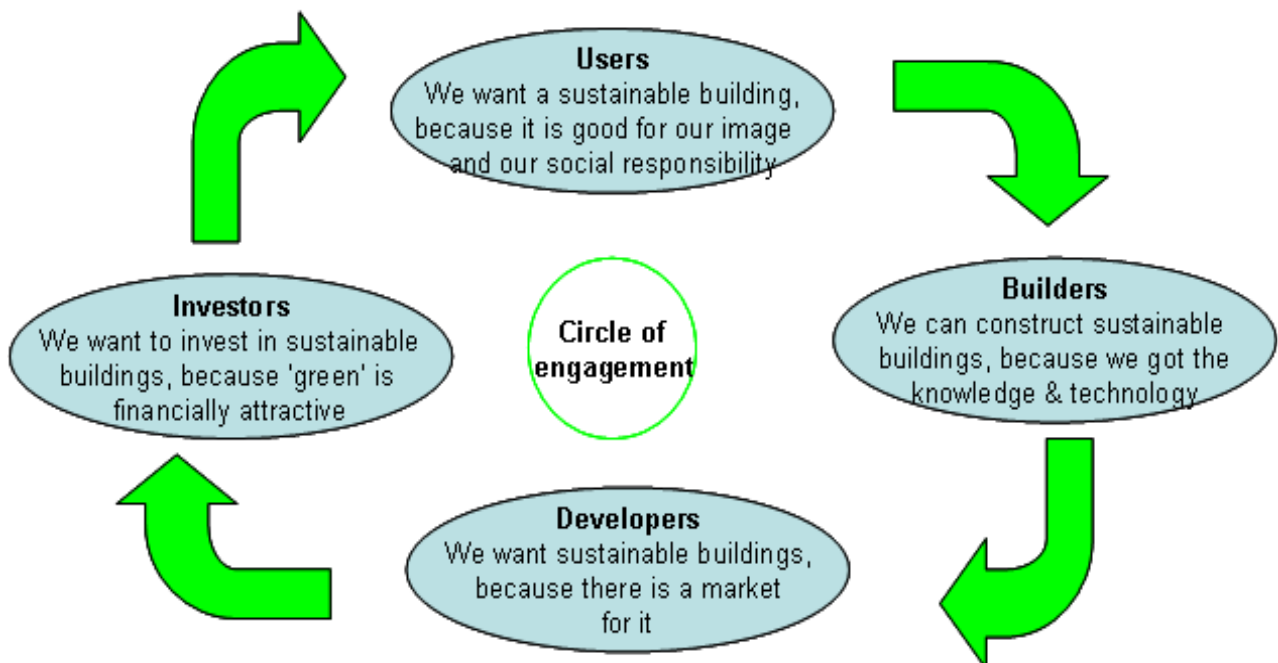 Users
We want a sustainable building,
because it is good for our image
and our social responsibility
Investors
We want to invest in sustainable
buildings, because 'green' is
financially attractive
Circle of
engagement
Builders
We can construct sustainable
buildings, because we got the
knowledge & technology
Developers
We want sustainable buildings,
because there is a market
for it